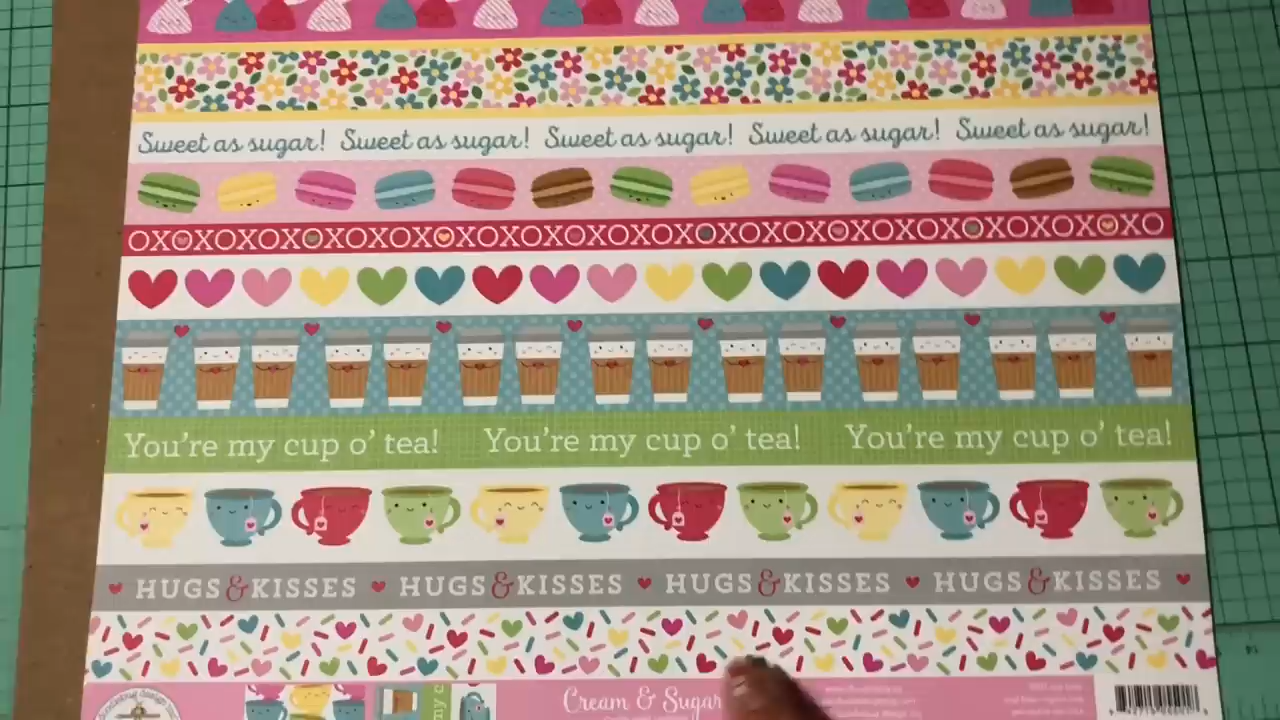 Sweet as sugar! Sweet as sugar! Sweet as sugar! Sweet as sugar! Sweet as sugar!
OXOXOXOXOXOXOXOXOXOXOXOXOXOXOXOXOXOXO
You're my cup o' tea! You're my cup o' tea! You're my cup o' tea!
HUGS & KISSES HUGS & KISSES HUGS & KISSES HUGS & KISSES
Cream & Sugar